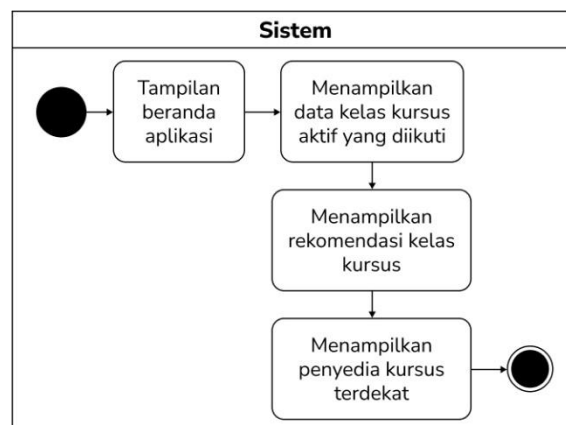 Sistem
Tampilan
beranda
aplikasi
Menampilkan
data kelas kursus
aktif yang diikuti
Menampilkan
rekomendasi kelas
kursus
Menampilkan
penyedia kursus
terdekat